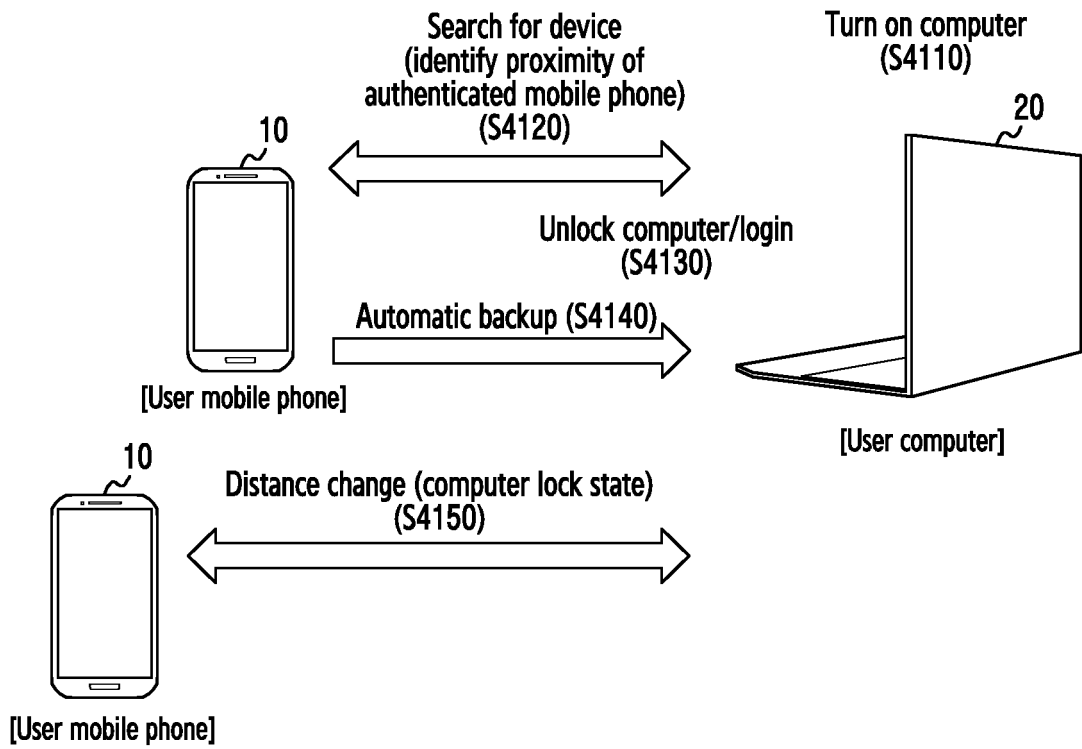 Search for device
(identify proximity of
authenticated mobile phone)
(S4120)
Turn on computer
(S4110)
10
20
Unlock computer/login
(S4130)
Automatic backup (S4140)
[User mobile phone]
[User computer]
10
Distance change (computer lock state)
(S4150)
[User mobile phone]